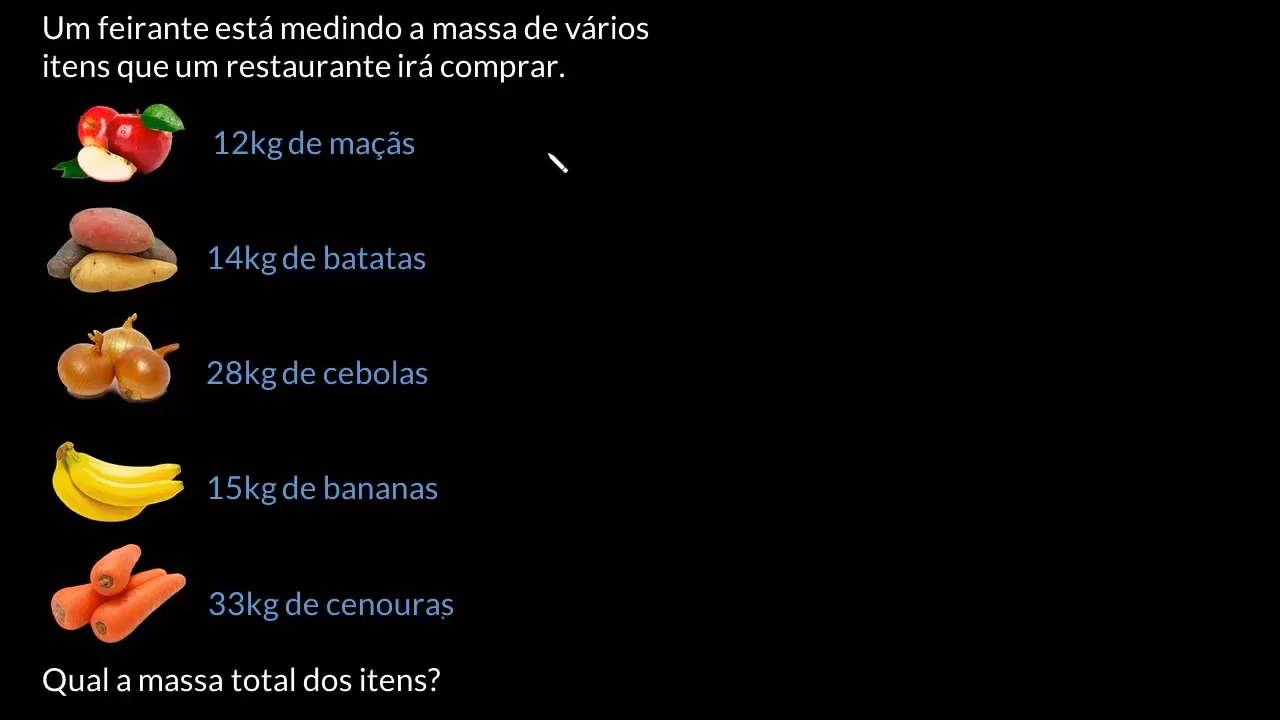 Um feirante está medindo a massa de vários
itens que um restaurante irá comprar.
12kg de maçãs
14kg de batatas
28kg de cebolas
15kg de bananas
33kg de cenouras
Qual a massa total dos itens?